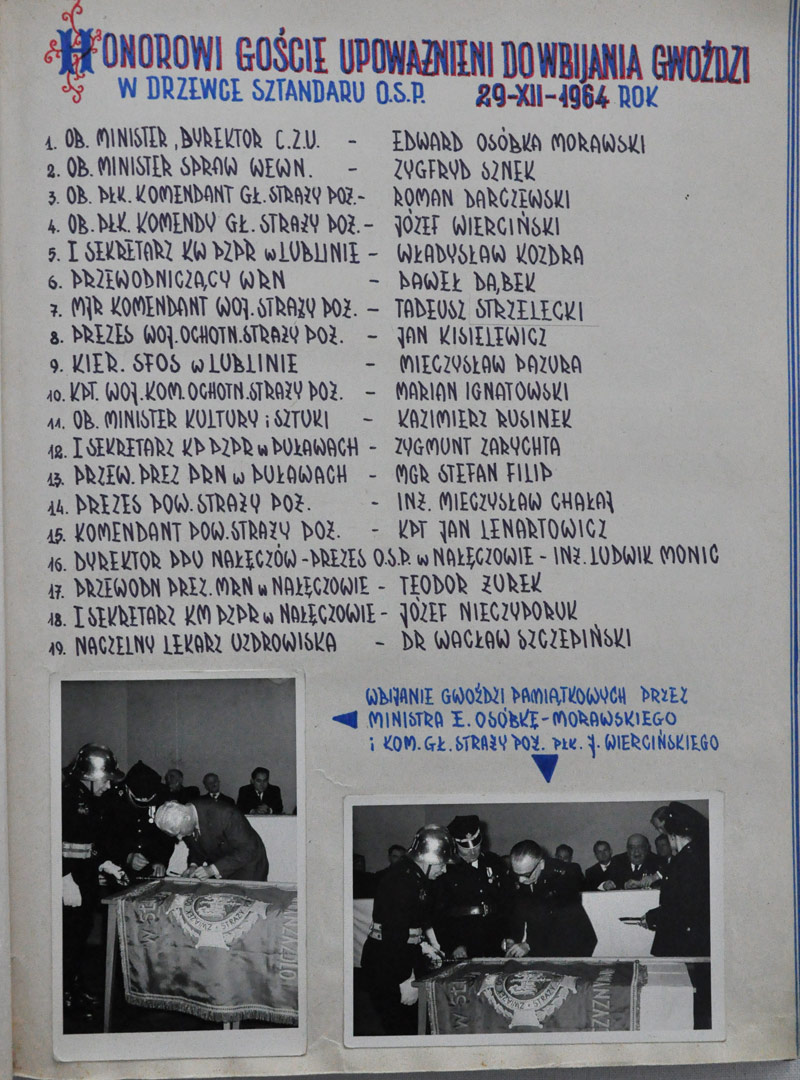 HONOROWI GOŚCIE UPOWAŻNIENI DO WBIJANIA GWOŹDZI
W DRZEWCE SZTANDARU O.S.P. 29-XII-1964 ROK
1. OB. MINISTER, DYREKTOR C.Z.U. - EDWARD OSÓBKA MORAWSKI
2. OB. MINISTER SPRAW WEWN. - ZYGFRYD SZNEK
3. OB. PŁK. KOMENDANT GŁ. STRAŻY POŻ. - ROMAN DARCZEWSKI
4. OB. PŁK. KOMENDY GŁ. STRAŻY POŻ. - JÓZEF WIERCIŃSKI
5. I SEKRETARZ KW PZPR w LUBLINIE - WŁADYSŁAW KOZDRA
6. PRZEWODNICZĄCY WRN - PAWEŁ DĄBEK
7. MJR KOMENDANT WOJ. STRAŻY POŻ. - TADEUSZ STRZELECKI
8. PREZES WOJ. OCHOTN. STRAŻY POŻ. - JAN KISIELEWICZ
9. KIER. SFOS w LUBLINIE - MIECZYSŁAW PAZURA
10. KPT. WOJ. KOM. OCHOTN. STRAŻY POŻ. - MARIAN IGNATOWSKI
11. OB. MINISTER KULTURY i SZTUKI - KAZIMIERZ RUSINEK
12. I SEKRETARZ KP PZPR w PUŁAWACH - ZYGMUNT ZARYCHTA
13. PRZEW. PREZ PRN w PUŁAWACH - MGR STEFAN FILIP
14. PREZES POW. STRAŻY POŻ. - INŻ. MIECZYSŁAW CHAŁAJ
15. KOMENDANT POW. STRAŻY POŻ. - KPT JAN LENARTOWICZ
16. DYREKTOR PPU NAŁĘCZÓW - PREZES O.S.P. w NAŁĘCZOWIE - INŻ. LUDWIK MONIC
17. PRZEWODN PREZ. MRN w NAŁĘCZOWIE - TEODOR ŻUREK
18. I SEKRETARZ KM PZPR w NAŁĘCZOWIE - JÓZEF NIECZYPORUK
19. NACZELNY LEKARZ UZDROWISKA - DR WACŁAW SZCZEPIŃSKI
WBIJANIE GWOŹDZI PAMIĄTKOWYCH PRZEZ
MINISTRA E. OSÓBKĘ-MORAWSKIEGO
i KOM. GŁ. STRAŻY POŻ. PŁK. J. WIERCIŃSKIEGO